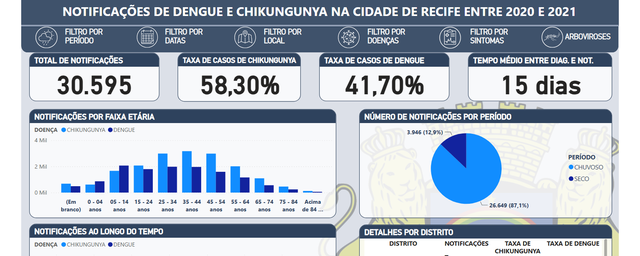 NOTIFICAÇÕES DE DENGUE E CHIKUNGUNYA NA CIDADE DE RECIFE ENTRE 2020 E 2021
FILTRO POR PERÍODO
FILTRO POR DATAS
FILTRO POR LOCAL
FILTRO POR DOENÇAS
FILTRO POR SINTOMAS
ARBOVIROSES
TOTAL DE NOTIFICAÇÕES
30.595
TAXA DE CASOS DE CHIKUNGUNYA
58,30%
TAXA DE CASOS DE DENGUE
41,70%
TEMPO MÉDIO ENTRE DIAG. E NOT.
15 dias
NOTIFICAÇÕES POR FAIXA ETÁRIA
DOENÇA CHIKUNGUNYA DENGUE
4 Mil
2 Mil
0 Mil
(Em branco)
0 - 04 anos
05 - 14 anos
15 - 24 anos
25 - 34 anos
35 - 44 anos
45 - 54 anos
55 - 64 anos
65 - 74 anos
75 - 84 anos
Acima de 84 ...
NÚMERO DE NOTIFICAÇÕES POR PERÍODO
3.946 (12,9%)
26.649 (87,1%)
PERÍODO
CHUVOSO
SECO
NOTIFICAÇÕES AO LONGO DO TEMPO
DOENÇA CHIKUNGUNYA DENGUE
DETALHES POR DISTRITO
DISTRITO
NOTIFICAÇÕES
TAXA DE CHIKUNGUNYA
TAXA DE DENGUE